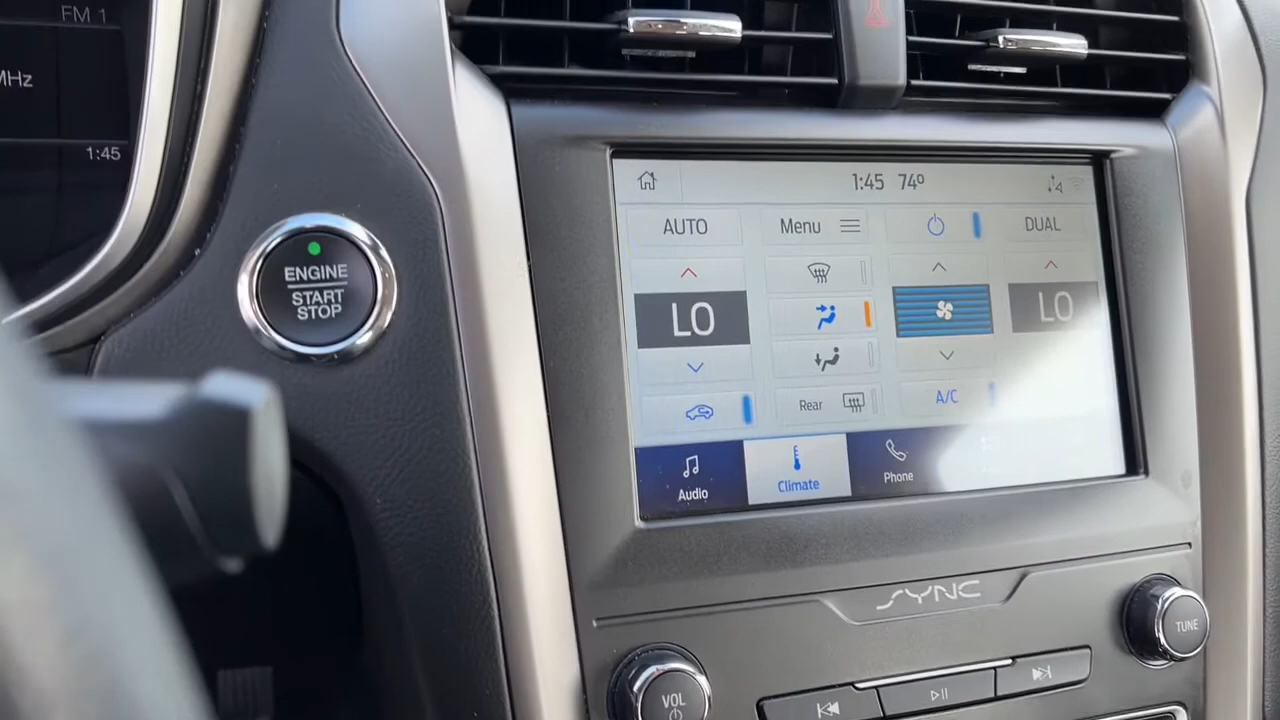 FM 1
MHz
1:45
ENGINE
START
STOP
1:45 74°
AUTO
Menu
DUAL
LO
LO
Rear
A/C
Audio
Climate
Phone
SYNC
VOL
TUNE